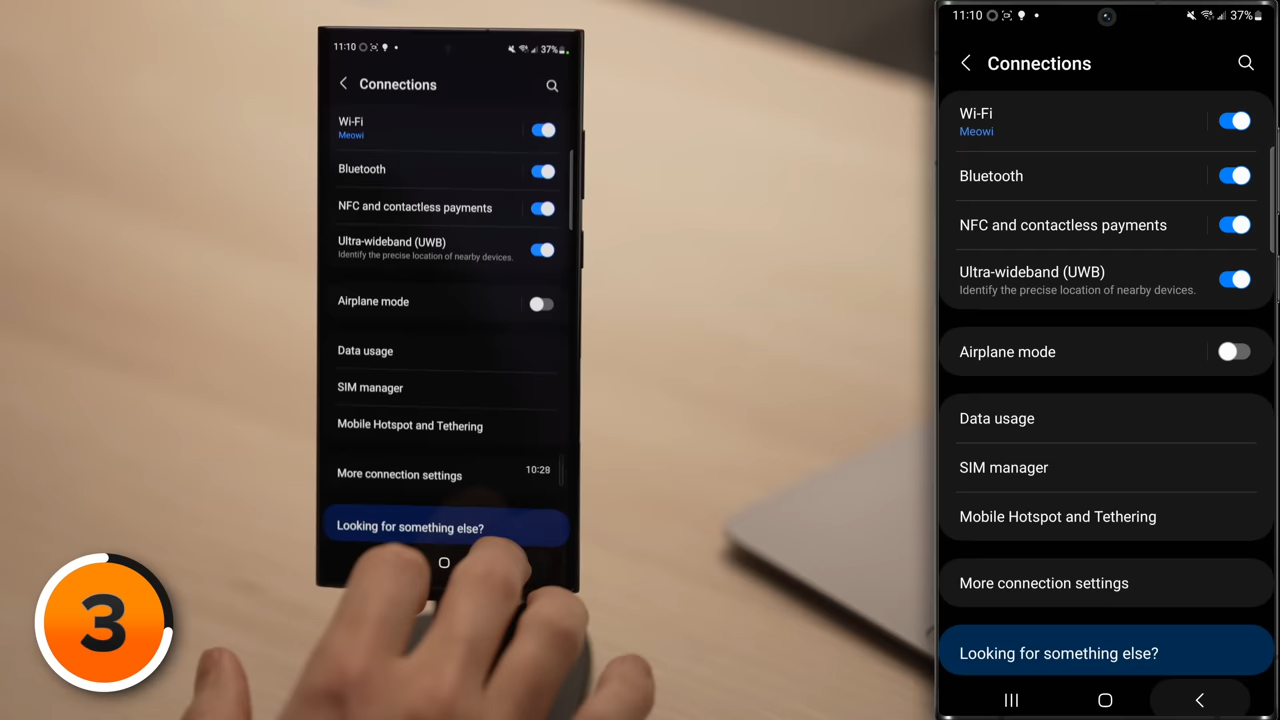 11:10
37%
Connections
Wi-Fi
Meowi
Bluetooth
NFC and contactless payments
Ultra-wideband (UWB)
Identify the precise location of nearby devices.
Airplane mode
Data usage
SIM manager
Mobile Hotspot and Tethering
More connection settings
10:28
Looking for something else?
3
11:10
37%
Connections
Wi-Fi
Meowi
Bluetooth
NFC and contactless payments
Ultra-wideband (UWB)
Identify the precise location of nearby devices.
Airplane mode
Data usage
SIM manager
Mobile Hotspot and Tethering
More connection settings
Looking for something else?